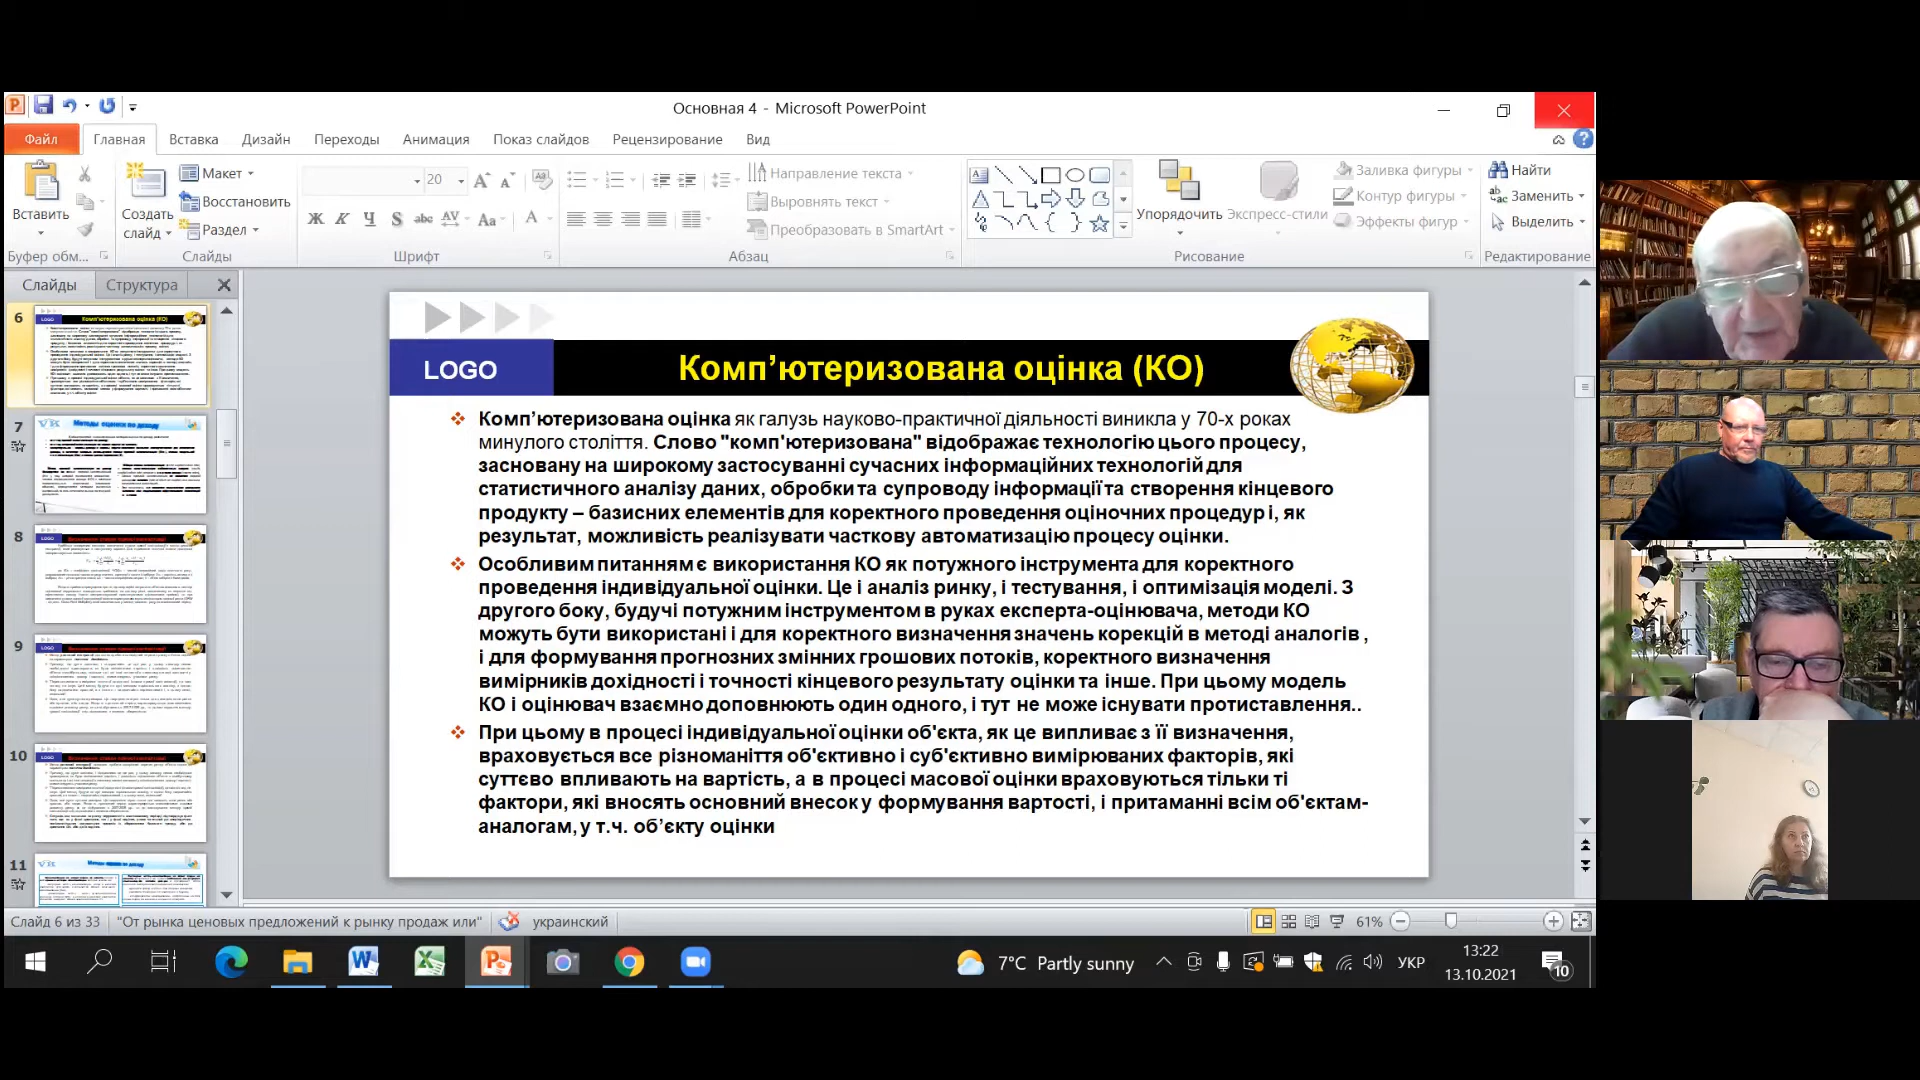 Основная 4 - Microsoft PowerPoint
Файл Главная Вставка Дизайн Переходы Анимация Показ слайдов Рецензирование Вид
Вставить
Буфер обм...
Создать слайд
Макет
Восстановить
Раздел
Слайды
20
Ж К Ч S abc AV Aa A
Шрифт
Направление текста
Выровнять текст
Преобразовать в SmartArt
Абзац
Упорядочить
Экспресс-стили
Заливка фигуры
Контур фигуры
Эффекты фигур
Рисование
Найти
Заменить
Выделить
Редактирование
Слайды Структура
6
7
8
9
10
11
LOGO
Комп’ютеризована оцінка (КО)
Комп’ютеризована оцінка як галузь науково-практичної діяльності виникла у 70-х роках
минулого століття. Слово "комп'ютеризована" відображає технологію цього процесу,
засновану на широкому застосуванні сучасних інформаційних технологій для
статистичного аналізу даних, обробки та супроводу інформації та створення кінцевого
продукту – базисних елементів для коректного проведення оціночних процедур і, як
результат, можливість реалізувати часткову автоматизацію процесу оцінки.
Особливим питанням є використання КО як потужного інструмента для коректного
проведення індивідуальної оцінки. Це і аналіз ринку, і тестування, і оптимізація моделі. З
другого боку, будучі потужним інструментом в руках експерта-оцінювача, методи КО
можуть бути використані і для коректного визначення значень корекцій в методі аналогів ,
і для формування прогнозних змінних грошових потоків, коректного визначення
вимірників дохідності і точності кінцевого результату оцінки та інше. При цьому модель
КО і оцінювач взаємно доповнюють один одного, і тут не може існувати протиставлення..
При цьому в процесі індивідуальної оцінки об'єкта, як це випливає з її визначення,
враховується все різноманіття об'єктивно і суб'єктивно вимірюваних факторів, які
суттєво впливають на вартість, а в процесі масової оцінки враховуються тільки ті
фактори, які вносять основний внесок у формування вартості, і притаманні всім об'єктам-
аналогам, у т.ч. об’єкту оцінки
Слайд 6 из 33 "От рынка ценовых предложений к рынку продаж или" украинский 61%
7°C Partly sunny УКР 13:22
13.10.2021 10